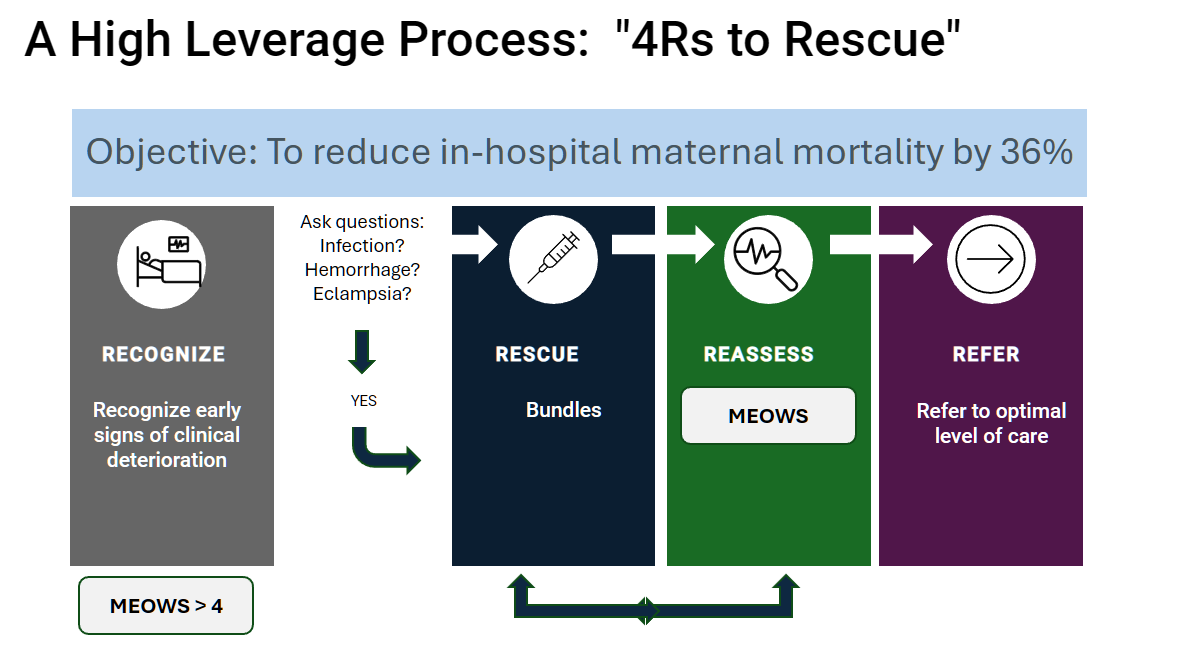 A High Leverage Process:  "4Rs to Rescue"
Objective: To reduce in-hospital maternal mortality by 36%
RECOGNIZE
Recognize early
signs of clinical
deterioration
MEOWS > 4
Ask questions:
Infection?
Hemorrhage?
Eclampsia?
YES
RESCUE
Bundles
REASSESS
MEOWS
REFER
Refer to optimal
level of care